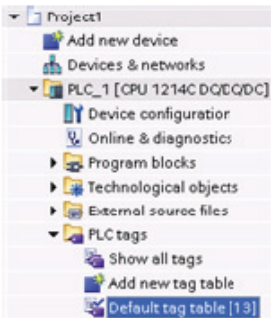 Project1
Add new device
Devices & networks
PLC_1 [CPU 1214C DC/DC/DC]
Device configuration
Online & diagnostics
Program blocks
Technological objects
External source files
PLC tags
Show all tags
Add new tag table
Default tag table [13]